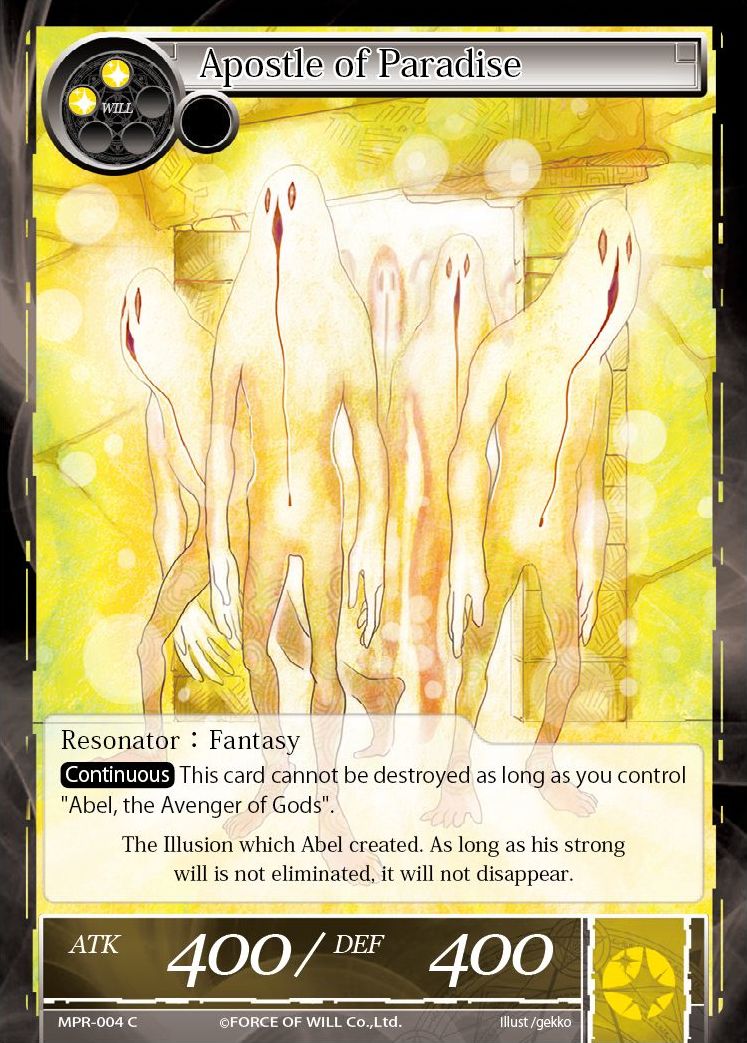 Apostle of Paradise
WILL
Resonator : Fantasy
Continuous This card cannot be destroyed as long as you control
"Abel, the Avenger of Gods".
The Illusion which Abel created. As long as his strong
will is not eliminated, it will not disappear.
ATK 400 / DEF 400
MPR-004 C ©FORCE OF WILL Co.,Ltd. Illust /gekko